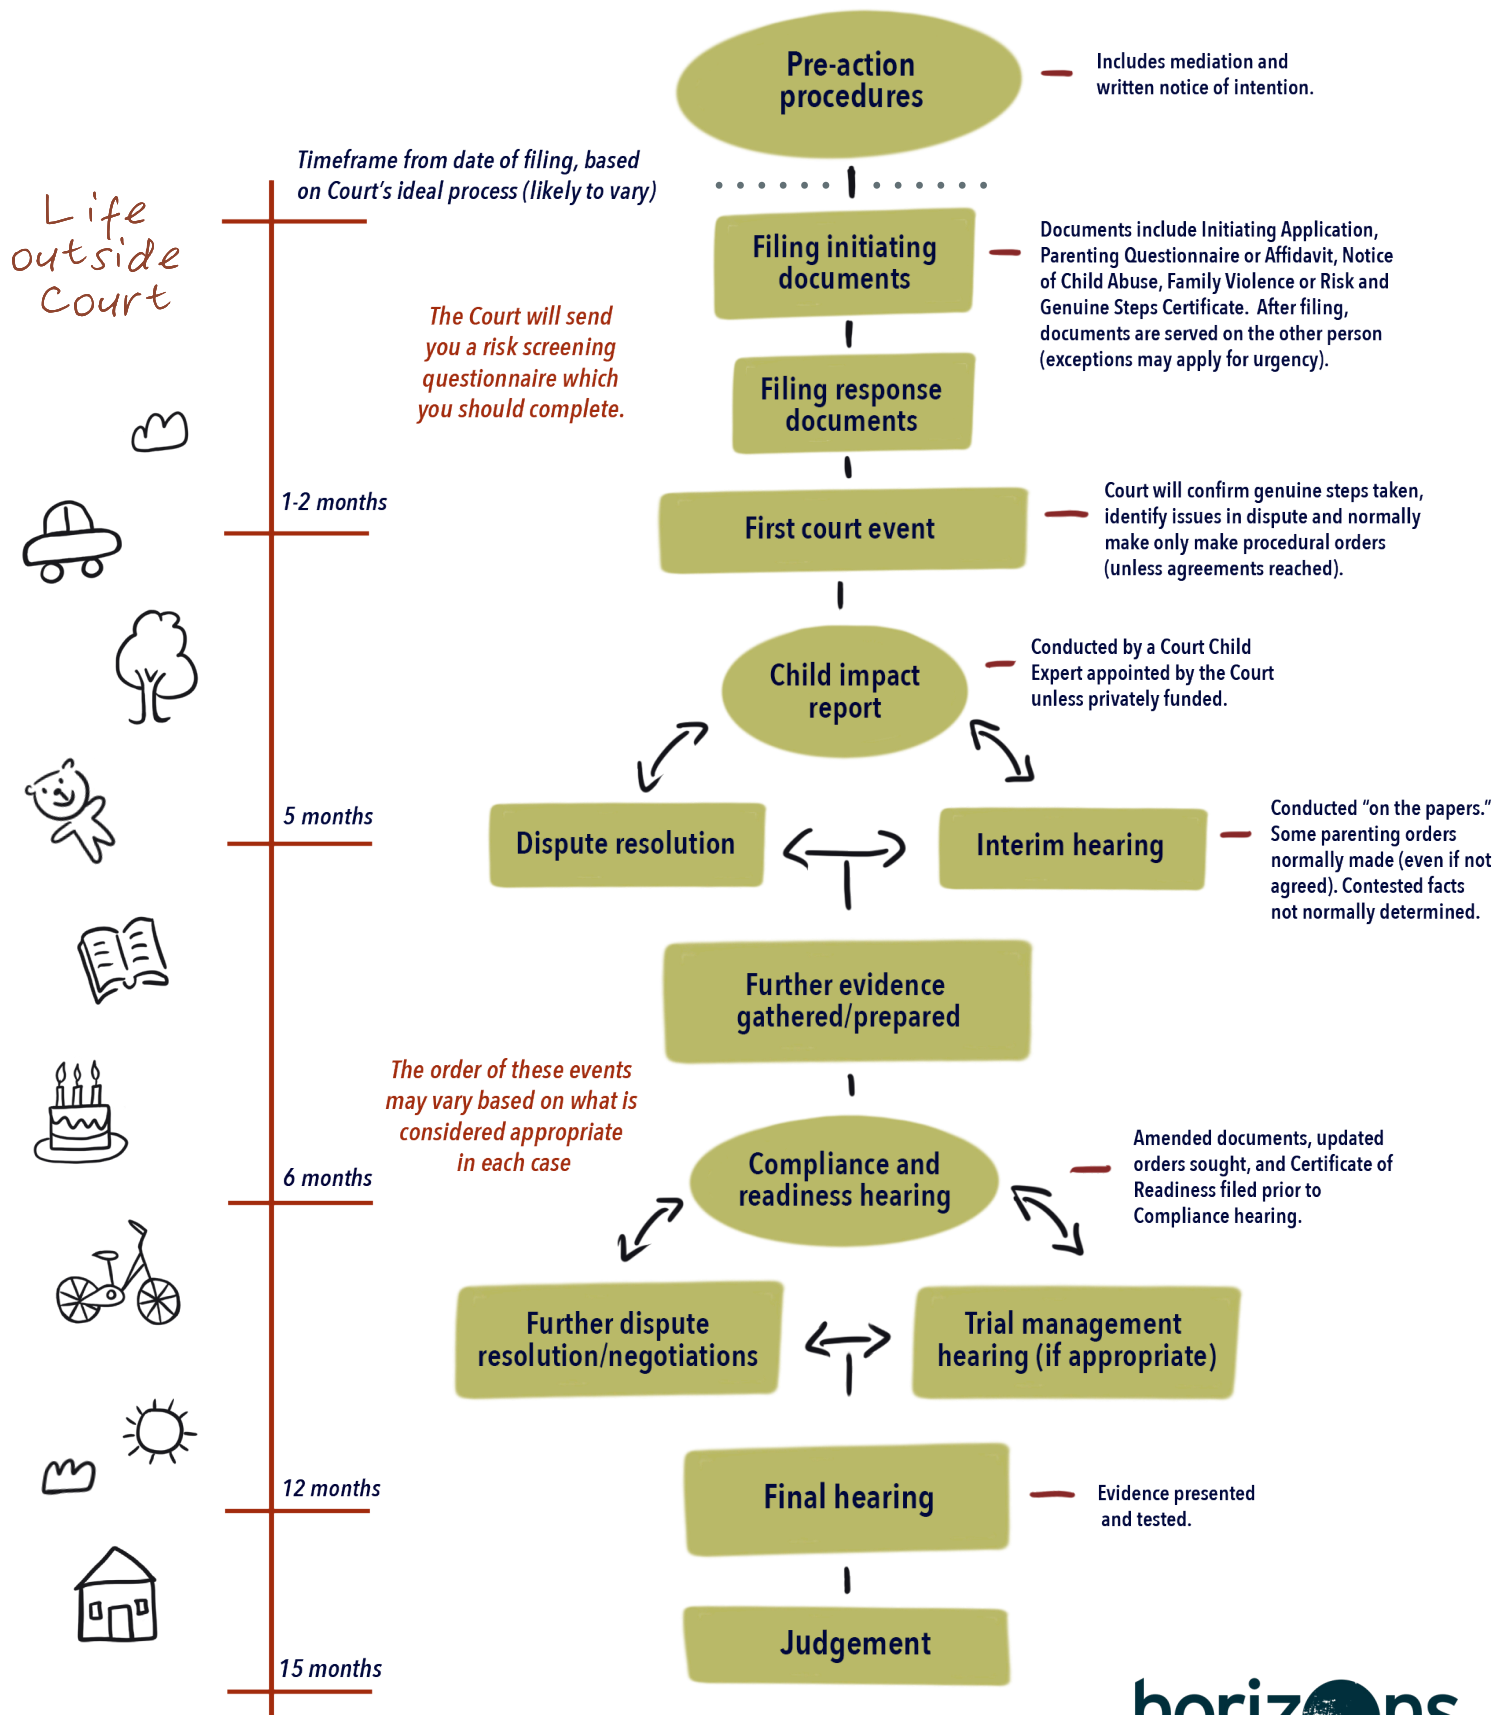 Pre-action
procedures
Includes mediation and
written notice of intention.
Timeframe from date of filing, based
on Court's ideal process (likely to vary)
Life
outside
Court
Filing initiating
documents
Documents include Initiating Application,
Parenting Questionnaire or Affidavit, Notice
of Child Abuse, Family Violence or Risk and
Genuine Steps Certificate.  After filing,
documents are served on the other person
(exceptions may apply for urgency).
The Court will send
you a risk screening
questionnaire which
you should complete.
Filing response
documents
1-2 months
First court event
Court will confirm genuine steps taken,
identify issues in dispute and normally
make only make procedural orders
(unless agreements reached).
Child impact
report
Conducted by a Court Child
Expert appointed by the Court
unless privately funded.
5 months
Dispute resolution
Interim hearing
Conducted “on the papers.”
Some parenting orders
normally made (even if not
agreed). Contested facts
not normally determined.
Further evidence
gathered/prepared
The order of these events
may vary based on what is
considered appropriate
in each case
6 months
Compliance and
readiness hearing
Amended documents, updated
orders sought, and Certificate of
Readiness filed prior to
Compliance hearing.
Further dispute
resolution/negotiations
Trial management
hearing (if appropriate)
12 months
Final hearing
Evidence presented
and tested.
Judgement
15 months
horizons